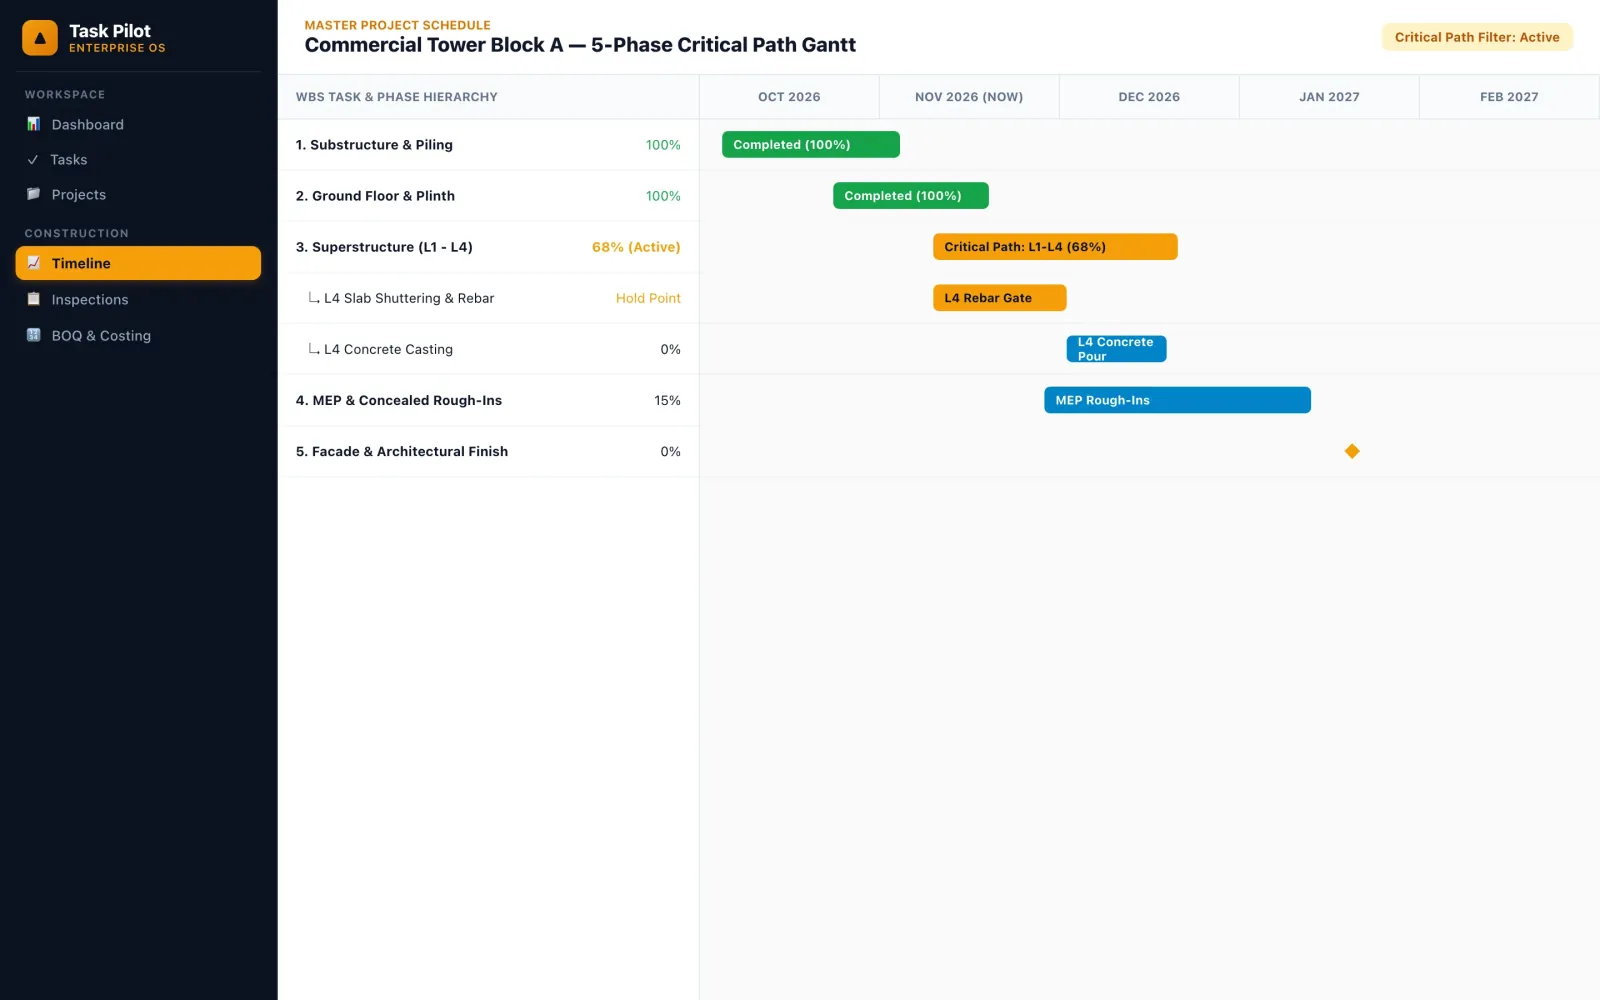 Task Pilot
ENTERPRISE OS
WORKSPACE
Dashboard
Tasks
Projects
CONSTRUCTION
Timeline
Inspections
BOQ & Costing
MASTER PROJECT SCHEDULE
Commercial Tower Block A — 5-Phase Critical Path Gantt
Critical Path Filter: Active
WBS TASK & PHASE HIERARCHY
OCT 2026
NOV 2026 (NOW)
DEC 2026
JAN 2027
FEB 2027
1. Substructure & Piling 100%
Completed (100%)
2. Ground Floor & Plinth 100%
Completed (100%)
3. Superstructure (L1 - L4) 68% (Active)
Critical Path: L1-L4 (68%)
L4 Slab Shuttering & Rebar Hold Point
L4 Rebar Gate
L4 Concrete Casting 0%
L4 Concrete
Pour
4. MEP & Concealed Rough-Ins 15%
MEP Rough-Ins
5. Facade & Architectural Finish 0%